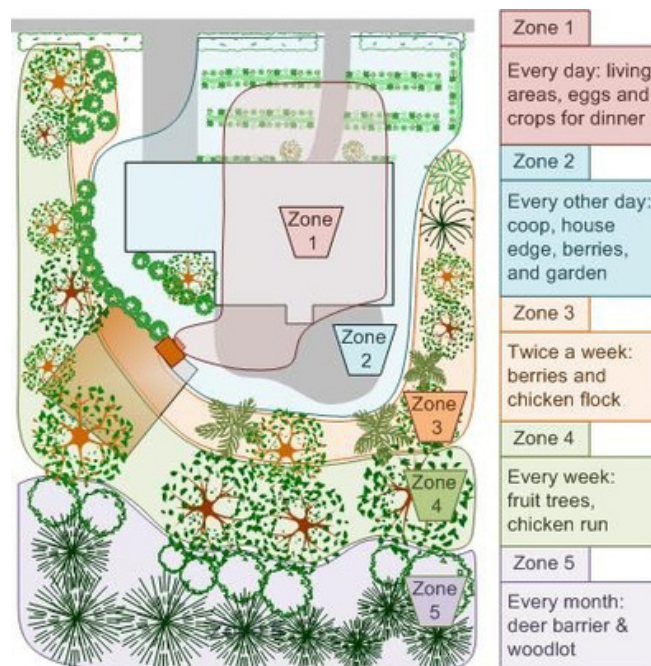 Zone 1
Every day: living
areas, eggs and
crops for dinner
Zone 2
Every other day:
coop, house
edge, berries,
and garden
Zone 3
Twice a week:
berries and
chicken flock
Zone 4
Every week:
fruit trees,
chicken run
Zone 5
Every month:
deer barrier &
woodlot
Zone
1
Zone
2
Zone
3
Zone
4
Zone
5